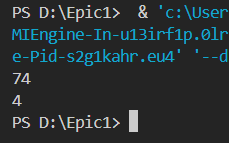 PS D:\Epic1>  & 'c:\User
MIEngine-In-u13irf1p.0lr
e-Pid-s2g1kahr.eu4' '--d
74
4
PS D:\Epic1>